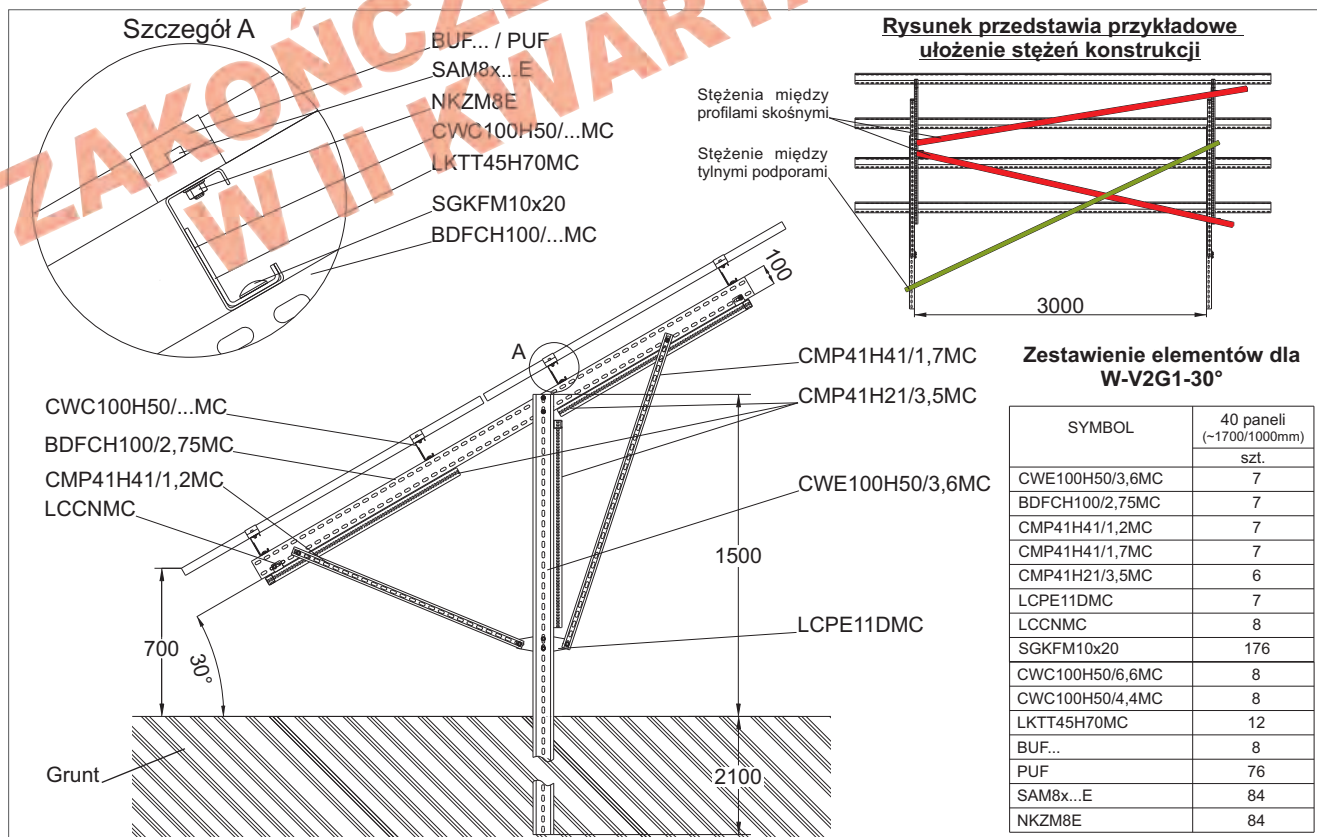 Szczegół A
BUF... / PUF
SAM8x...E
NKZM8E
CWC100H50/...MC
LKTT45H70MC
SGKFM10x20
BDFCH100/...MC
ZAKOŃCZE
W II KWARTA
Rysunek przedstawia przykładowe
ułożenie stężeń konstrukcji
Stężenia między
profilami skośnymi
Stężenie między
tylnymi podporami
3000
100
A
CMP41H41/1,7MC
CMP41H21/3,5MC
CWE100H50/3,6MC
LCPE11DMC
CWC100H50/...MC
BDFCH100/2,75MC
CMP41H41/1,2MC
LCCNMC
700
30°
1500
2100
Grunt
Zestawienie elementów dla
W-V2G1-30°
SYMBOL 40 paneli
(~1700/1000mm)
szt.
CWE100H50/3,6MC 7
BDFCH100/2,75MC 7
CMP41H41/1,2MC 7
CMP41H41/1,7MC 7
CMP41H21/3,5MC 6
LCPE11DMC 7
LCCNMC 8
SGKFM10x20 176
CWC100H50/6,6MC 8
CWC100H50/4,4MC 8
LKTT45H70MC 12
BUF... 8
PUF 76
SAM8x...E 84
NKZM8E 84